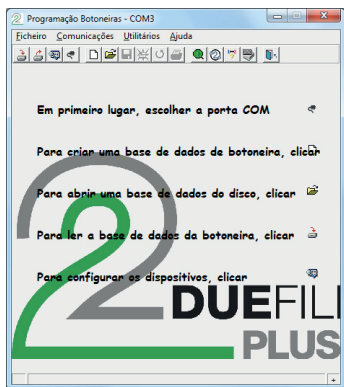 Programação Botoneiras - COM3
Ficheiro Comunicações Utilitários Ajuda
Em primeiro lugar, escolher a porta COM
Para criar uma base de dados de botoneira, clicar
Para abrir uma base de dados do disco, clicar
Para ler a base de dados da botoneira, clicar
Para configurar os dispositivos, clicar
2
DUEFILI
PLUS